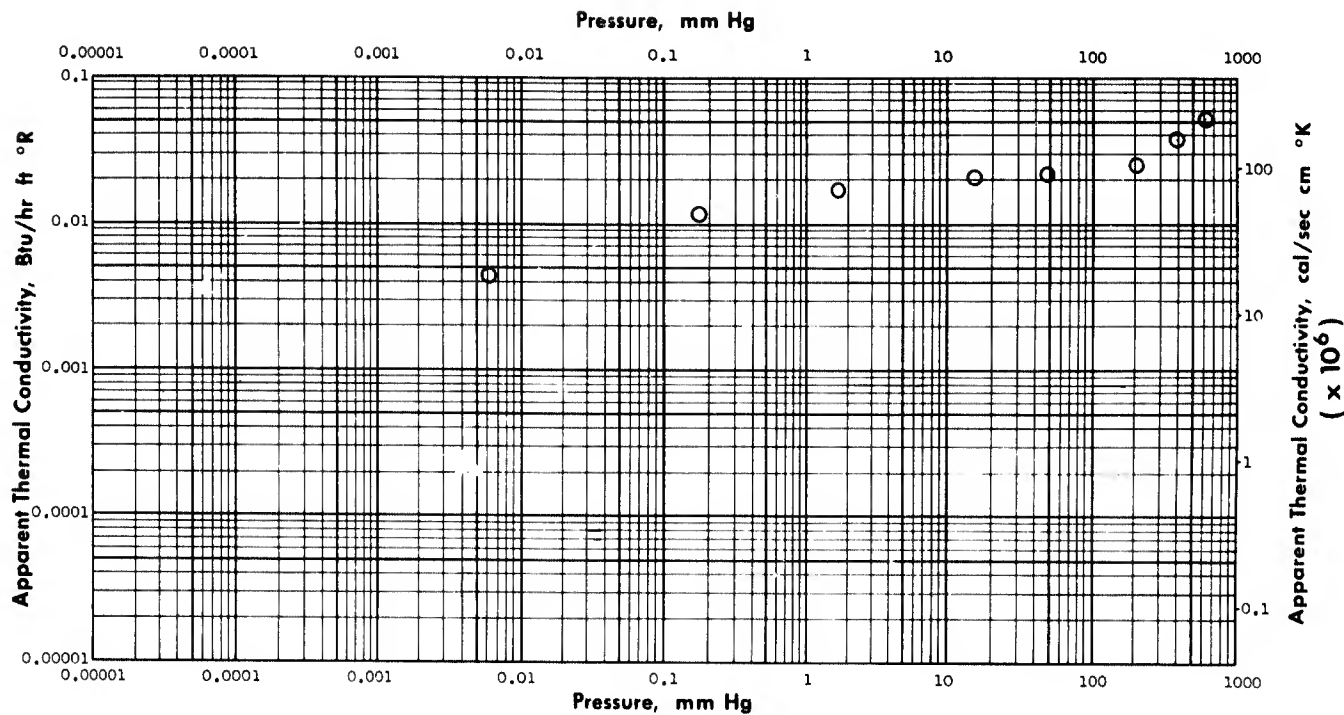 Pressure, mm Hg
0.00001 0.0001 0.001 0.01 0.1 1 10 100 1000
0.1
0.01
0.001
0.0001
0.00001
Apparent Thermal Conductivity, Btu/hr ft °R
100
10
1
0.1
Apparent Thermal Conductivity, cal/sec cm °K
( x 10⁶)
0.00001 0.0001 0.001 0.01 0.1 1 10 100 1000
Pressure, mm Hg